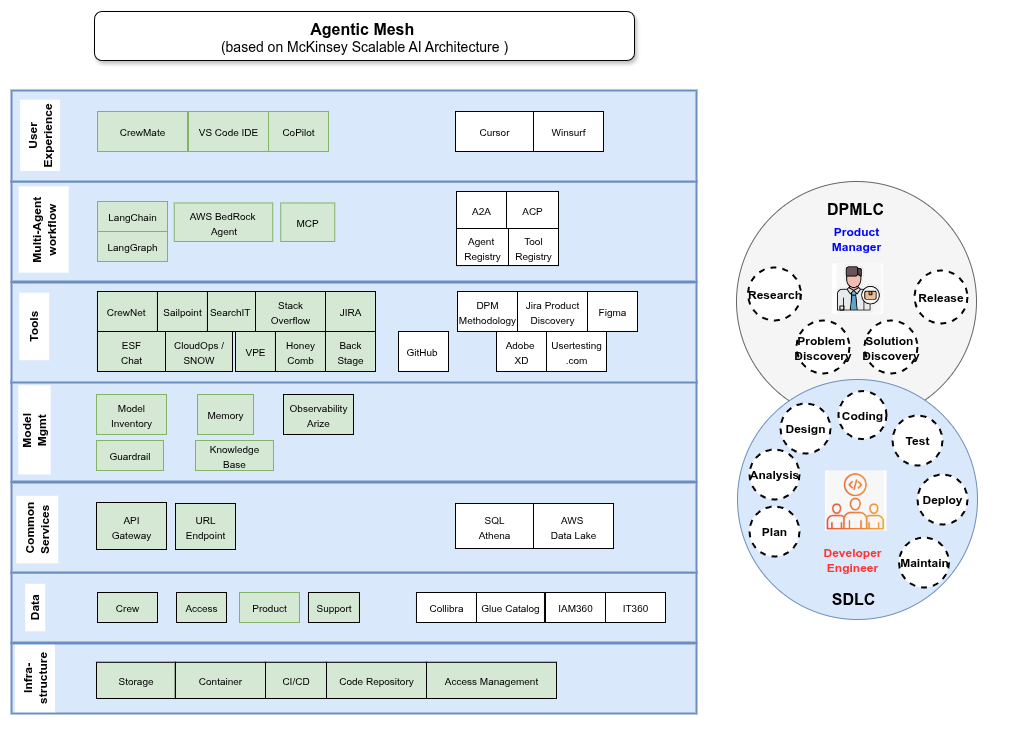 Agentic Mesh
(based on McKinsey Scalable AI Architecture )
User
Experience
CrewMate
VS Code IDE
CoPilot
Cursor
Winsurf
Multi-Agent
workflow
LangChain
LangGraph
AWS BedRock
Agent
MCP
A2A
ACP
Agent
Registry
Tool
Registry
Tools
CrewNet
Sailpoint
SearchIT
Stack
Overflow
JIRA
DPM
Methodology
Jira Product
Discovery
Figma
ESF
Chat
CloudOps /
SNOW
VPE
Honey
Comb
Back
Stage
GitHub
Adobe
XD
Usertesting
.com
Model
Mgmt
Model
Inventory
Memory
Observability
Arize
Guardrail
Knowledge
Base
Common
Services
API
Gateway
URL
Endpoint
SQL
Athena
AWS
Data Lake
Data
Crew
Access
Product
Support
Collibra
Glue Catalog
IAM360
IT360
Infra-
structure
Storage
Container
CI/CD
Code Repository
Access Management
DPMLC
Product
Manager
Research
Release
Problem
Discovery
Solution
Discovery
Coding
Design
Test
Analysis
Deploy
Plan
Developer
Engineer
Maintain
SDLC